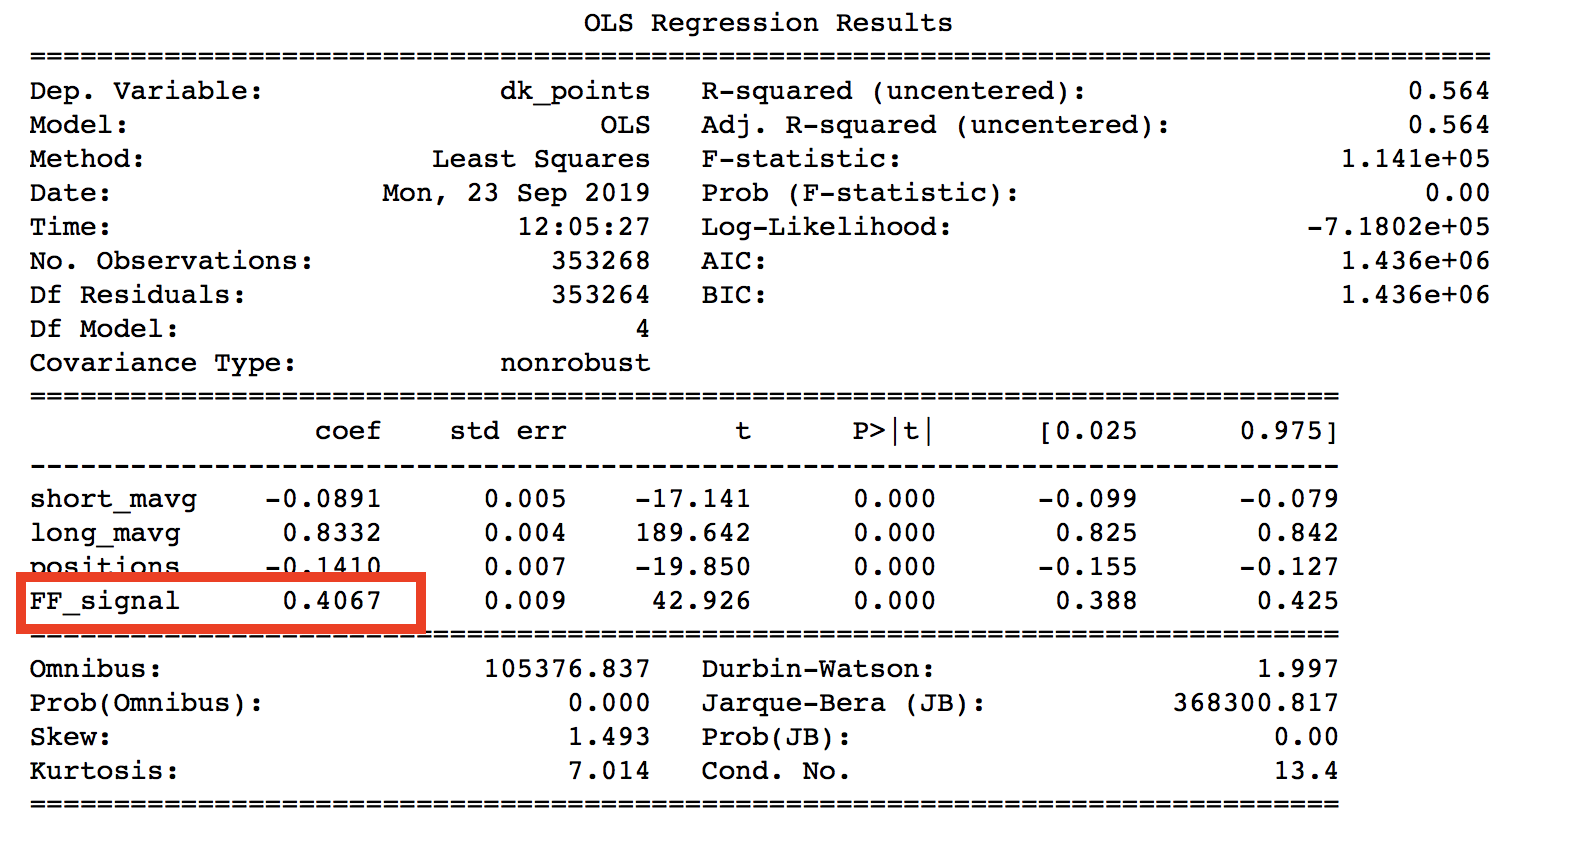 OLS Regression Results
==============================================================================
Dep. Variable: dk_points R-squared (uncentered): 0.564
Model: OLS Adj. R-squared (uncentered): 0.564
Method: Least Squares F-statistic: 1.141e+05
Date: Mon, 23 Sep 2019 Prob (F-statistic): 0.00
Time: 12:05:27 Log-Likelihood: -7.1802e+05
No. Observations: 353268 AIC: 1.436e+06
Df Residuals: 353264 BIC: 1.436e+06
Df Model: 4
Covariance Type: nonrobust
==============================================================================
coef std err t P>|t| [0.025 0.975]
------------------------------------------------------------------------------
short_mavg -0.0891 0.005 -17.141 0.000 -0.099 -0.079
long_mavg 0.8332 0.004 189.642 0.000 0.825 0.842
positions -0.1410 0.007 -19.850 0.000 -0.155 -0.127
FF_signal 0.4067 0.009 42.926 0.000 0.388 0.425
==============================================================================
Omnibus: 105376.837 Durbin-Watson: 1.997
Prob(Omnibus): 0.000 Jarque-Bera (JB): 368300.817
Skew: 1.493 Prob(JB): 0.00
Kurtosis: 7.014 Cond. No. 13.4
==============================================================================